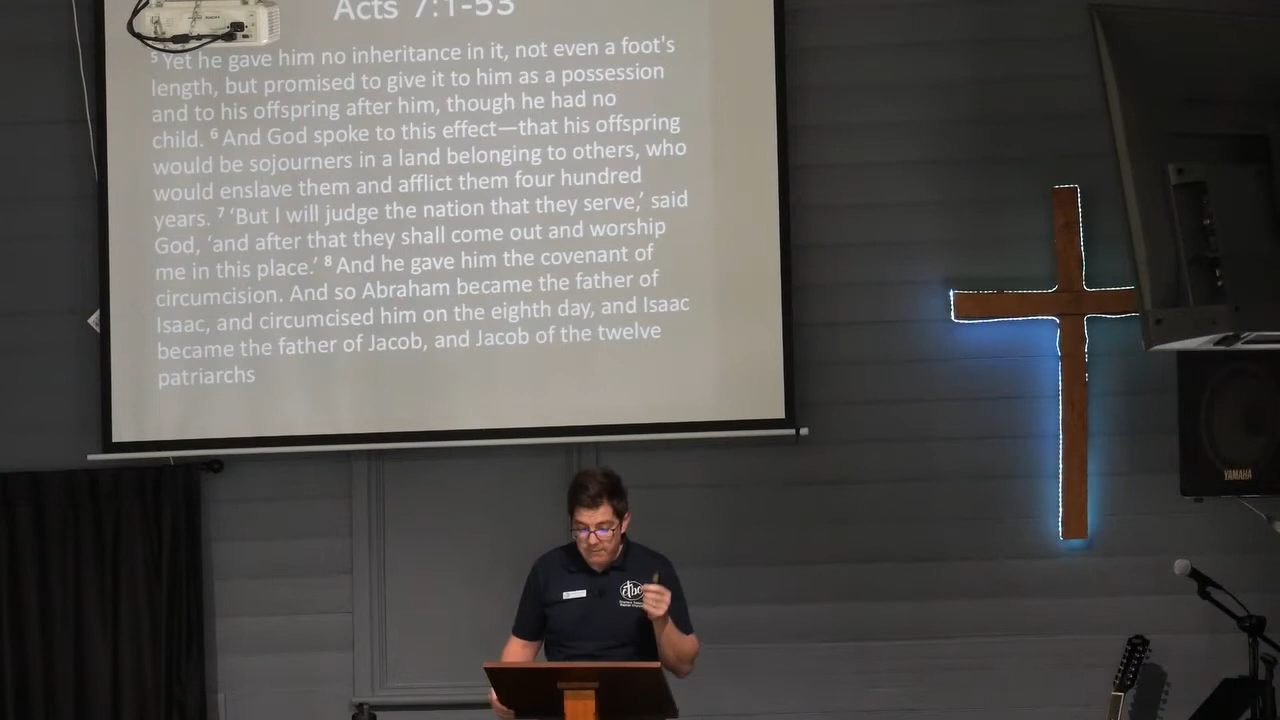 Acts 7:1-53
⁵ Yet he gave him no inheritance in it, not even a foot's
length, but promised to give it to him as a possession
and to his offspring after him, though he had no
child. ⁶ And God spoke to this effect—that his offspring
would be sojourners in a land belonging to others, who
would enslave them and afflict them four hundred
years. ⁷ ‘But I will judge the nation that they serve,’ said
God, ‘and after that they shall come out and worship
me in this place.’ ⁸ And he gave him the covenant of
circumcision. And so Abraham became the father of
Isaac, and circumcised him on the eighth day, and Isaac
became the father of Jacob, and Jacob of the twelve
patriarchs
YAMAHA